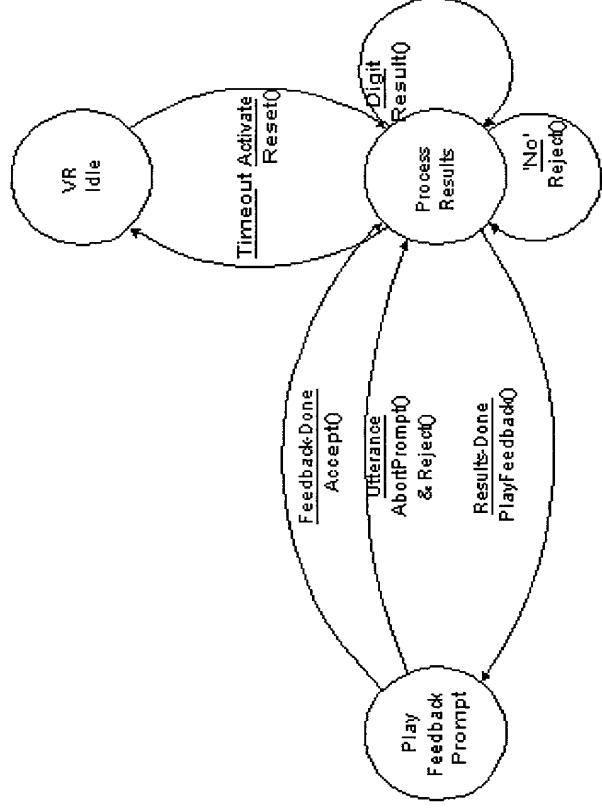 VR
Idle
Timeout
Activate
Reset()
Digit
Result()
Process
Results
'No'
Reject()
Feedback-Done
Accept()
Utterance
AbortPrompt()
& Reject()
Results-Done
PlayFeedback()
Play
Feedback
Prompt